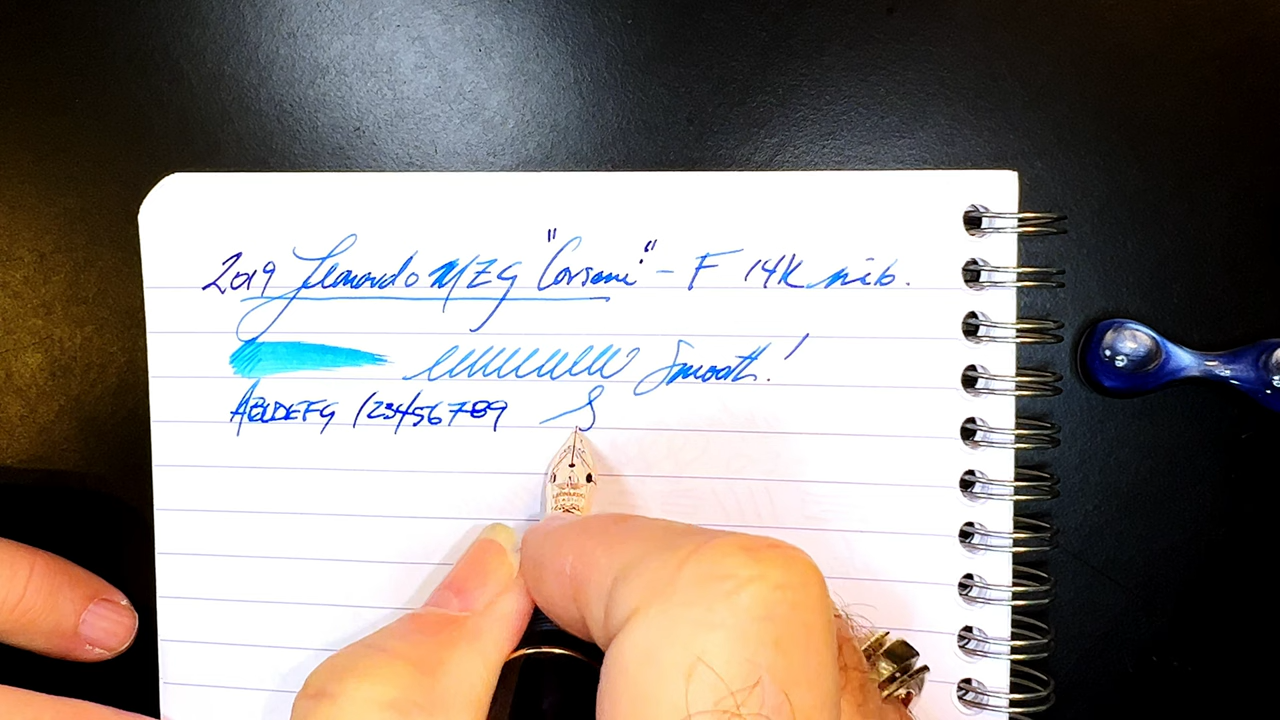 2019 Leonardo MZG "Corsani" - F 14K nib.
Smooth!
ABCDEFG 123456789 S